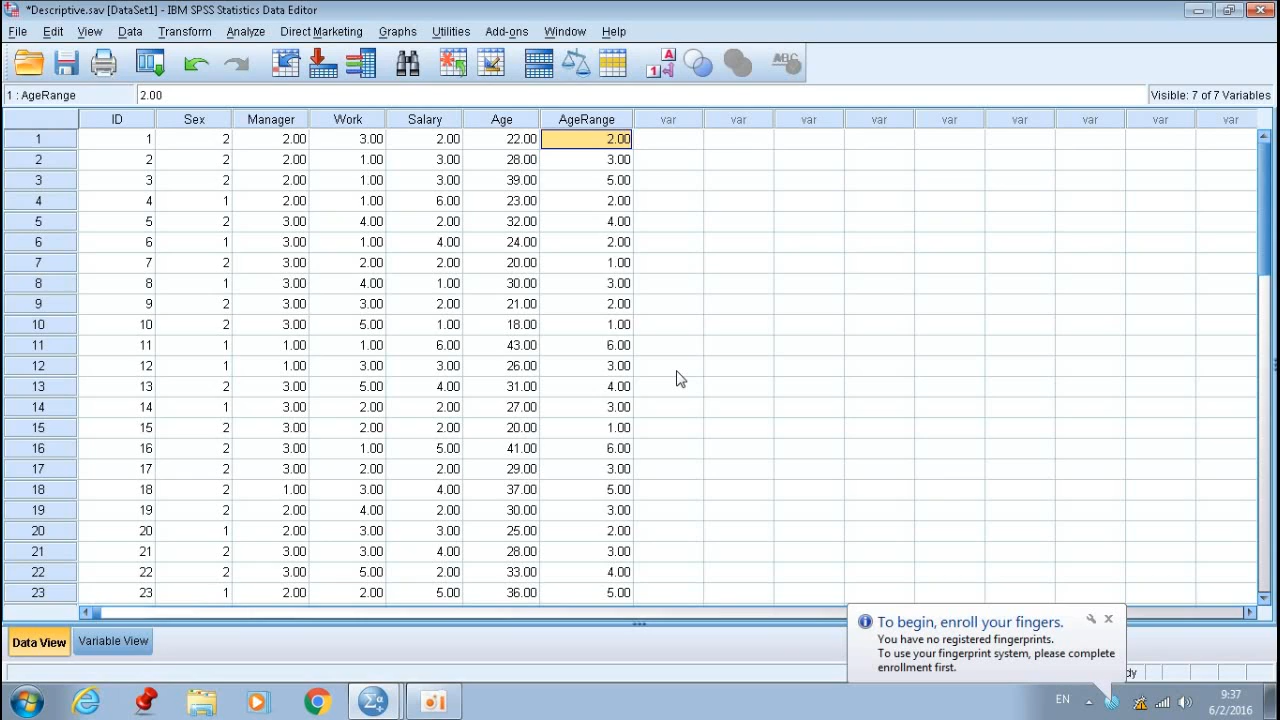 *Descriptive.sav [DataSet1] - IBM SPSS Statistics Data Editor
File Edit View Data Transform Analyze Direct Marketing Graphs Utilities Add-ons Window Help
1 : AgeRange 2.00 Visible: 7 of 7 Variables
ID Sex Manager Work Salary Age AgeRange var var var var var var var var var
1 1 2 2.00 3.00 2.00 22.00 2.00
2 2 2 2.00 1.00 3.00 28.00 3.00
3 3 2 2.00 1.00 3.00 39.00 5.00
4 4 1 2.00 1.00 6.00 23.00 2.00
5 5 2 3.00 4.00 2.00 32.00 4.00
6 6 1 3.00 1.00 4.00 24.00 2.00
7 7 2 3.00 2.00 2.00 20.00 1.00
8 8 1 3.00 4.00 1.00 30.00 3.00
9 9 2 3.00 3.00 2.00 21.00 2.00
10 10 2 3.00 5.00 1.00 18.00 1.00
11 11 1 1.00 1.00 6.00 43.00 6.00
12 12 1 1.00 3.00 3.00 26.00 3.00
13 13 2 3.00 5.00 4.00 31.00 4.00
14 14 1 3.00 2.00 2.00 27.00 3.00
15 15 2 3.00 2.00 2.00 20.00 1.00
16 16 2 3.00 1.00 5.00 41.00 6.00
17 17 2 3.00 2.00 2.00 29.00 3.00
18 18 2 1.00 3.00 4.00 37.00 5.00
19 19 2 2.00 4.00 2.00 30.00 3.00
20 20 1 2.00 3.00 3.00 25.00 2.00
21 21 2 3.00 3.00 4.00 28.00 3.00
22 22 2 3.00 5.00 2.00 33.00 4.00
23 23 1 2.00 2.00 5.00 36.00 5.00
Data View Variable View
To begin, enroll your fingers.
You have no registered fingerprints.
To use your fingerprint system, please complete
enrollment first.
dy
EN
9:37
6/2/2016